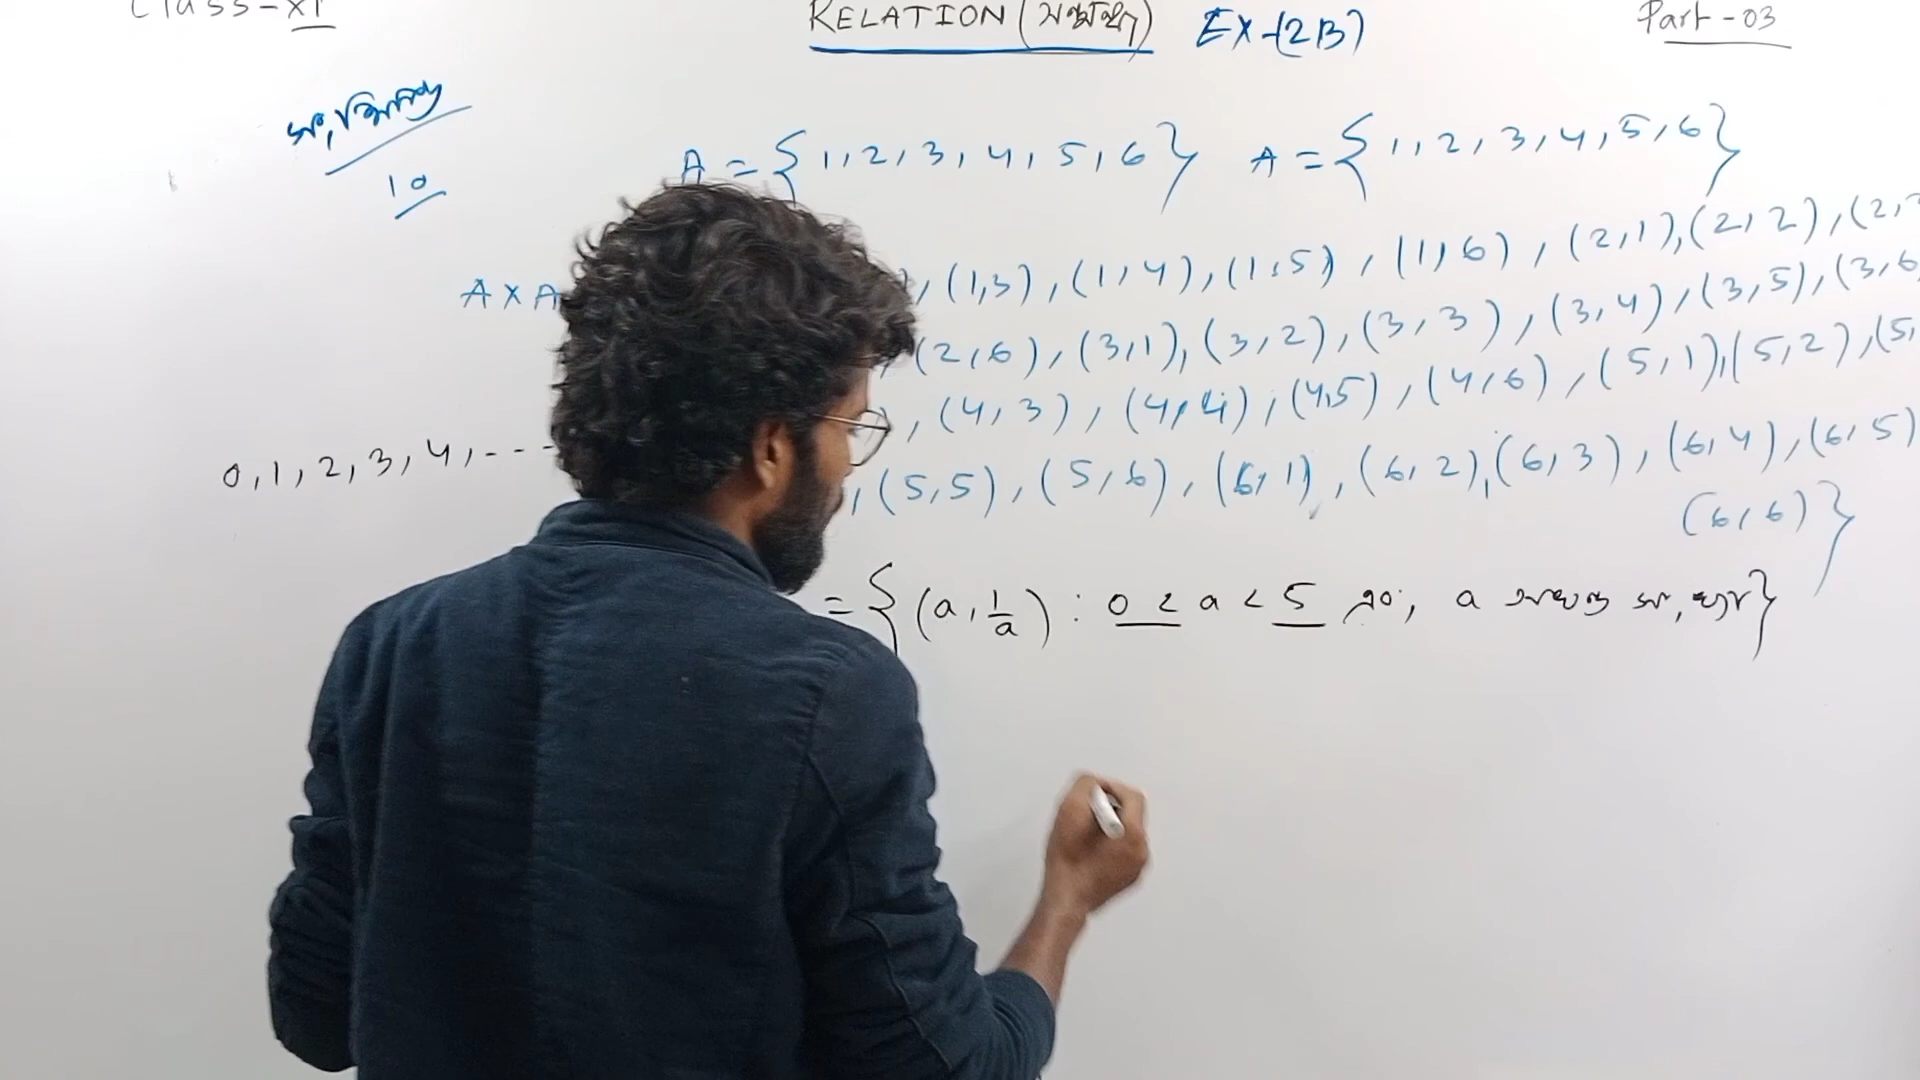 Class-XI
RELATION (সম্বন্ধ) EX-(2B)
Part-03
সং,ক্ষিপ্ত
10
A = {1, 2, 3, 4, 5, 6} A = {1, 2, 3, 4, 5, 6}
A X A , (1,3), (1,4), (1,5), (1,6), (2,1), (2,2), (2,
, (2,6), (3,1), (3,2), (3,3), (3,4), (3,5), (3,6
, (4,3), (4,4), (4,5), (4,6), (5,1), (5,2), (5,
0, 1, 2, 3, 4, ---
, (5,5), (5,6), (6,1), (6,2), (6,3), (6,4), (6,5)
(6,6)}
= {(a, 1/a) : 0 < a < 5 এবং, a অখণ্ড সং,খ্যা}